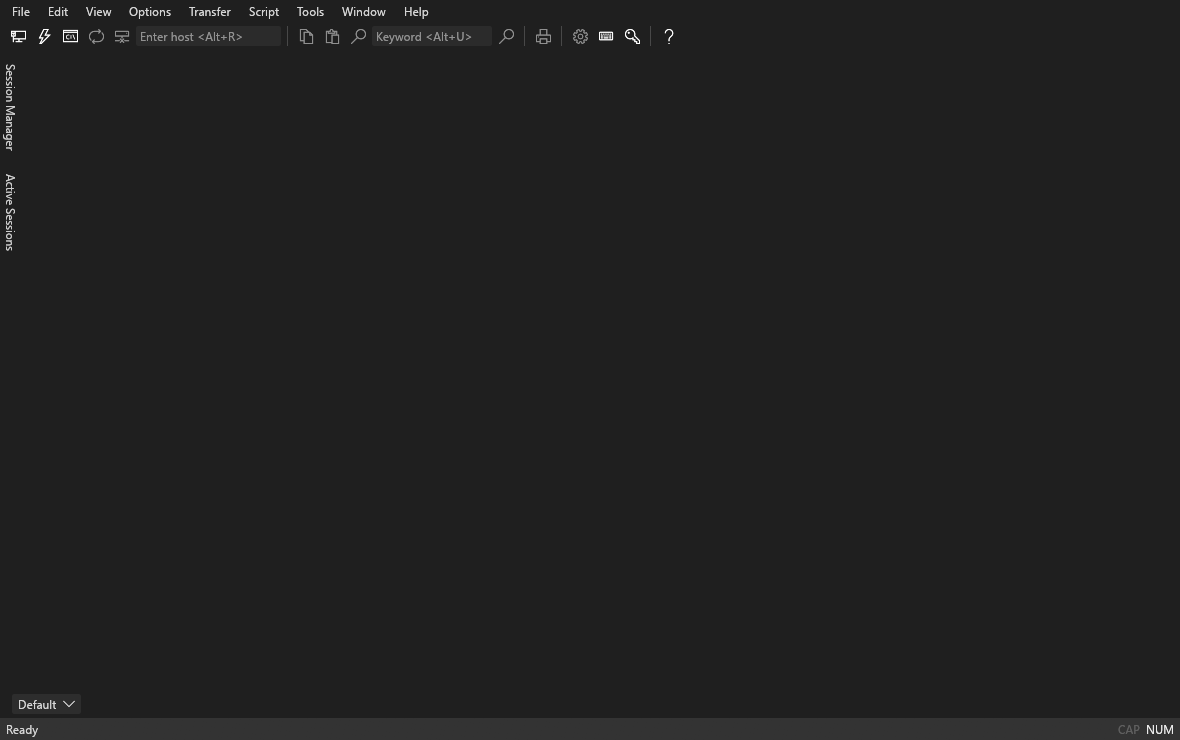 File Edit View Options Transfer Script Tools Window Help
Enter host <Alt+R> Keyword <Alt+U> ?
Session Manager
Active Sessions
Default
Ready CAP NUM